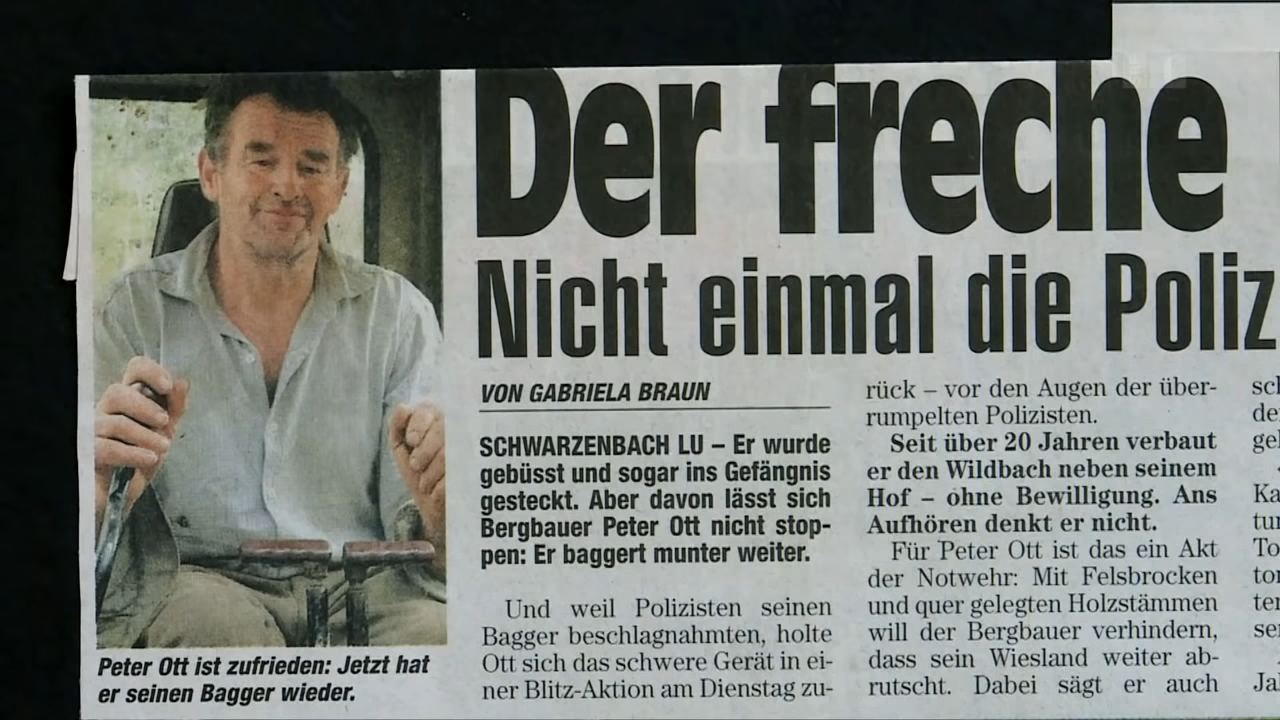 Der freche
Nicht einmal die Poliz
VON GABRIELA BRAUN
SCHWARZENBACH LU – Er wurde
gebüsst und sogar ins Gefängnis
gesteckt. Aber davon lässt sich
Bergbauer Peter Ott nicht stop-
pen: Er baggert munter weiter.
Und weil Polizisten seinen
Bagger beschlagnahmten, holte
Ott sich das schwere Gerät in ei-
ner Blitz-Aktion am Dienstag zu-
rück – vor den Augen der über-
rumpelten Polizisten.
Seit über 20 Jahren verbaut
er den Wildbach neben seinem
Hof – ohne Bewilligung. Ans
Aufhören denkt er nicht.
Für Peter Ott ist das ein Akt
der Notwehr: Mit Felsbrocken
und quer gelegten Holzstämmen
will der Bergbauer verhindern,
dass sein Wiesland weiter ab-
rutscht. Dabei sägt er auch
Peter Ott ist zufrieden: Jetzt hat
er seinen Bagger wieder.